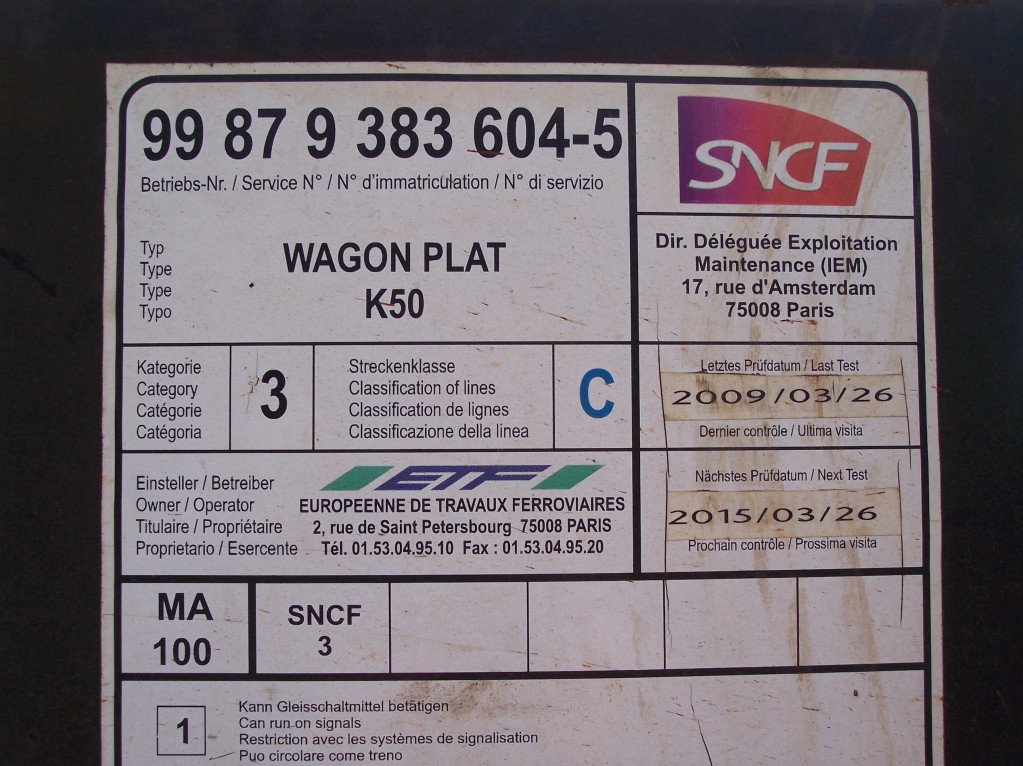 99 87 9 383 604-5
Betriebs-Nr. / Service N° / N° d'immatriculation / N° di servizio
Typ
Type
Type
Typo
WAGON PLAT
K50
SNCF
Dir. Déléguée Exploitation
Maintenance (IEM)
17, rue d'Amsterdam
75008 Paris
Kategorie
Category
Catégorie
Catégoria
3
Streckenklasse
Classification of lines
Classification de lignes
Classificazione della linea
C
Letztes Prüfdatum / Last Test
2009/03/26
Dernier contrôle / Ultima visita
Einsteller / Betreiber
Owner / Operator
Titulaire / Propriétaire
Proprietario / Esercente
ETF
EUROPEENNE DE TRAVAUX FERROVIAIRES
2, rue de Saint Petersbourg 75008 PARIS
Tél. 01.53.04.95.10 Fax : 01.53.04.95.20
Nächstes Prüfdatum / Next Test
2015/03/26
Prochain contrôle / Prossima visita
MA
100
SNCF
3
1
Kann Gleisschaltmittel betätigen
Can run on signals
Restriction avec les systèmes de signalisation
Puo circolare come treno